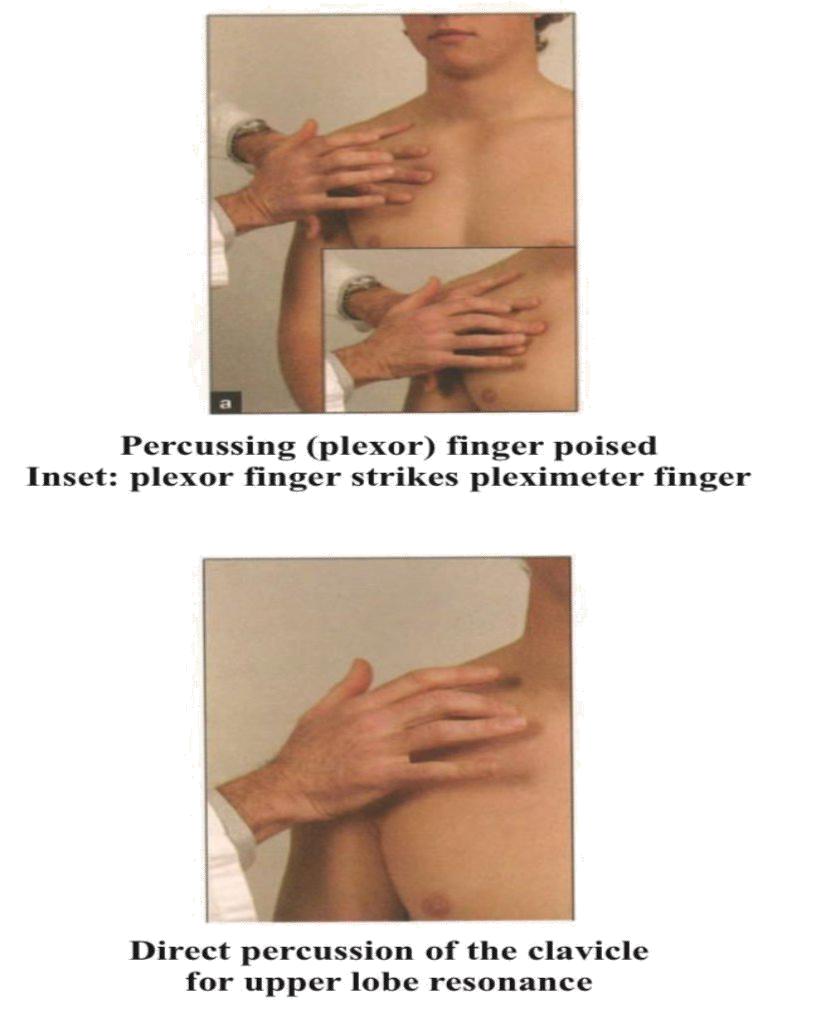 a
Percussing (plexor) finger poised
Inset: plexor finger strikes pleximeter finger
Direct percussion of the clavicle
for upper lobe resonance